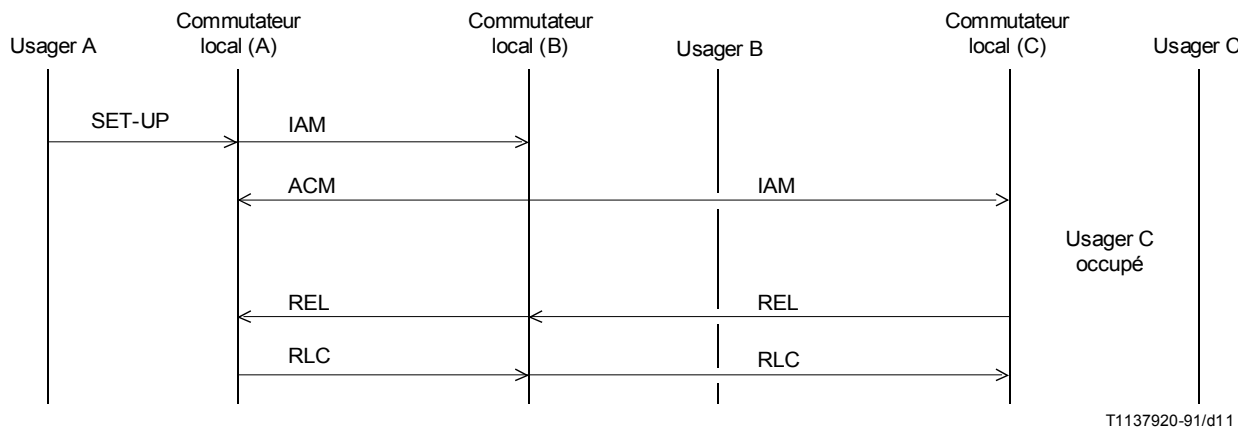 Usager A
Commutateur
local (A)
Commutateur
local (B)
Usager B
Commutateur
local (C)
Usager C
SET-UP
IAM
ACM
IAM
Usager C
occupé
REL
REL
RLC
RLC
T1137920-91/d11